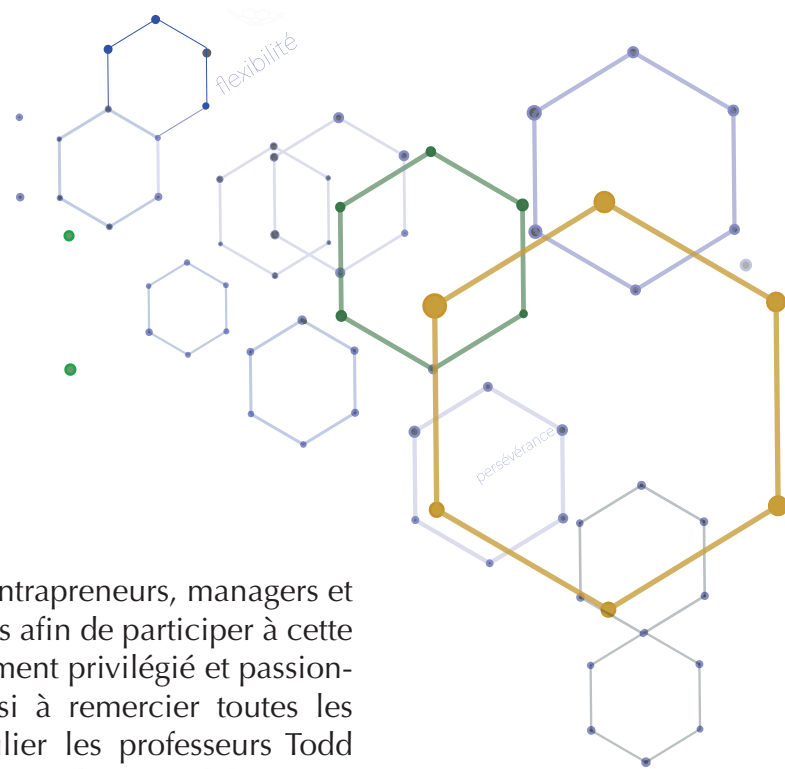 flexibilité
persévérance
ntrapreneurs, managers et
s afin de participer à cette
ment privilégié et passion-
si à remercier toutes les
ulier les professeurs Todd